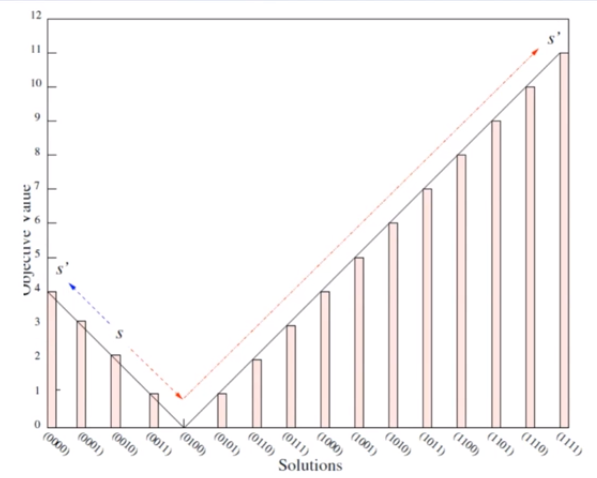 12
11
10
9
8
7
6
5
4
3
2
1
0
Objective Value
s'
s
s'
(0000) (0001) (0010) (0011) (0100) (0101) (0110) (0111) (1000) (1001) (1010) (1011) (1100) (1101) (1110) (1111)
Solutions